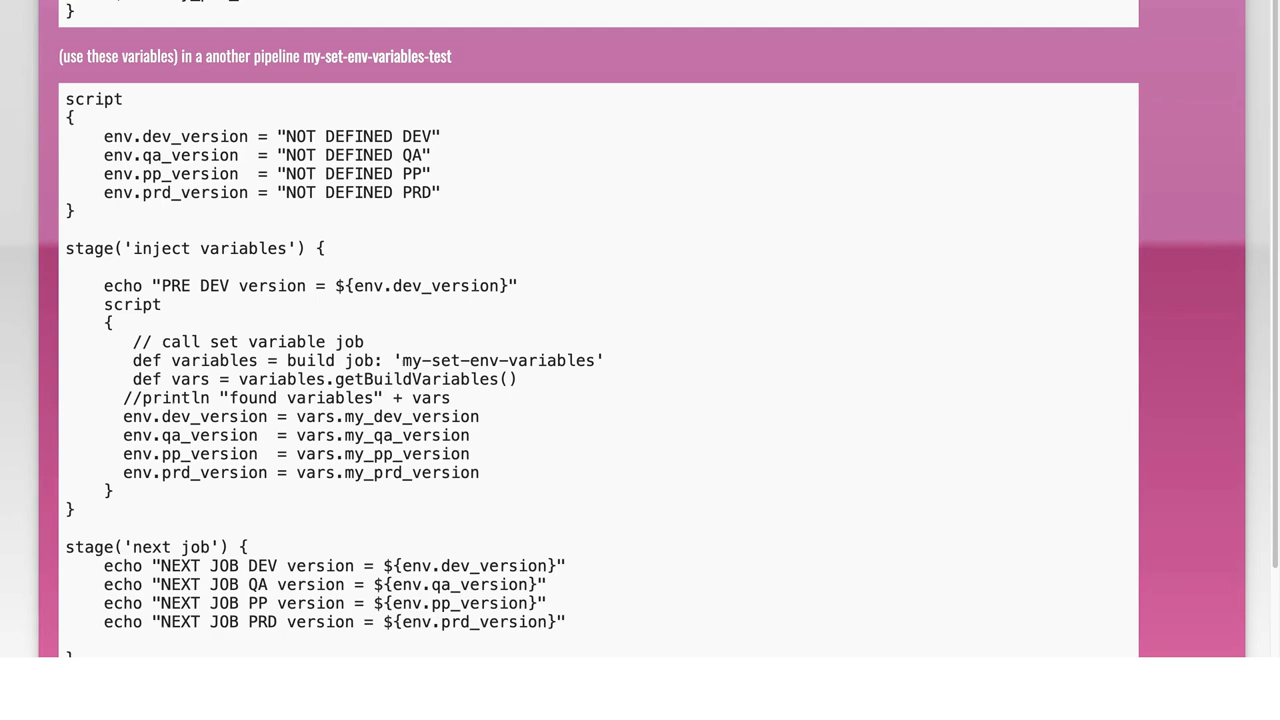 }
(use these variables) in a another pipeline my-set-env-variables-test
script
{
    env.dev_version = "NOT DEFINED DEV"
    env.qa_version  = "NOT DEFINED QA"
    env.pp_version  = "NOT DEFINED PP"
    env.prd_version = "NOT DEFINED PRD"
}
stage('inject variables') {
    echo "PRE DEV version = ${env.dev_version}"
    script
    {
       // call set variable job
       def variables = build job: 'my-set-env-variables'
       def vars = variables.getBuildVariables()
      //println "found variables" + vars
      env.dev_version = vars.my_dev_version
      env.qa_version  = vars.my_qa_version
      env.pp_version  = vars.my_pp_version
      env.prd_version = vars.my_prd_version
    }
}
stage('next job') {
    echo "NEXT JOB DEV version = ${env.dev_version}"
    echo "NEXT JOB QA version = ${env.qa_version}"
    echo "NEXT JOB PP version = ${env.pp_version}"
    echo "NEXT JOB PRD version = ${env.prd_version}"